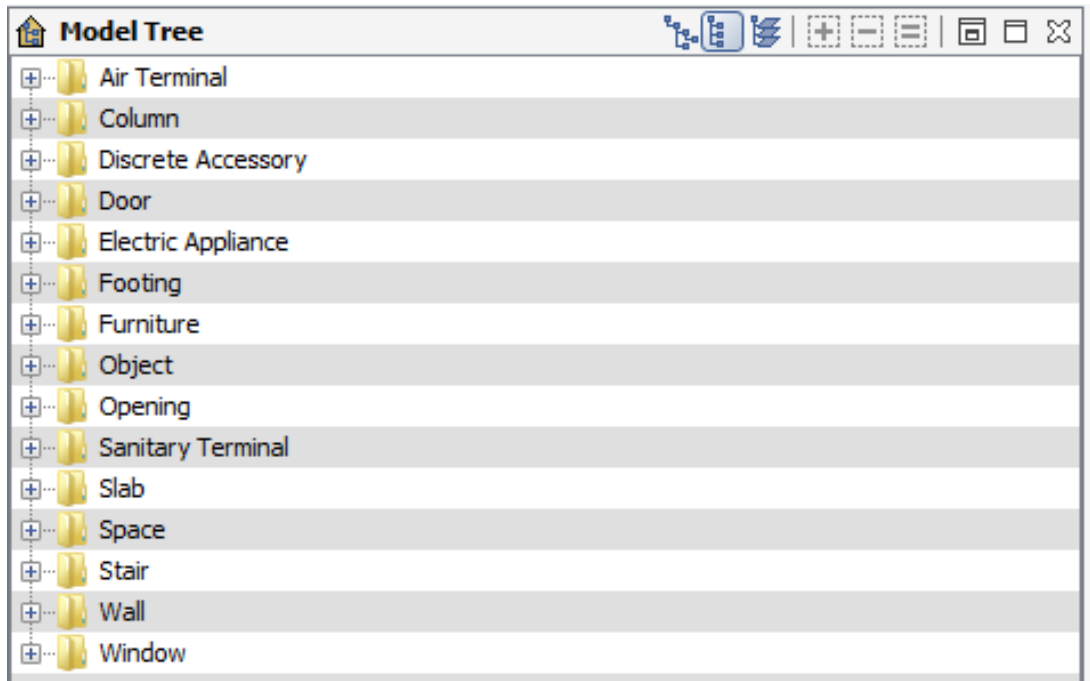 Model Tree
Air Terminal
Column
Discrete Accessory
Door
Electric Appliance
Footing
Furniture
Object
Opening
Sanitary Terminal
Slab
Space
Stair
Wall
Window